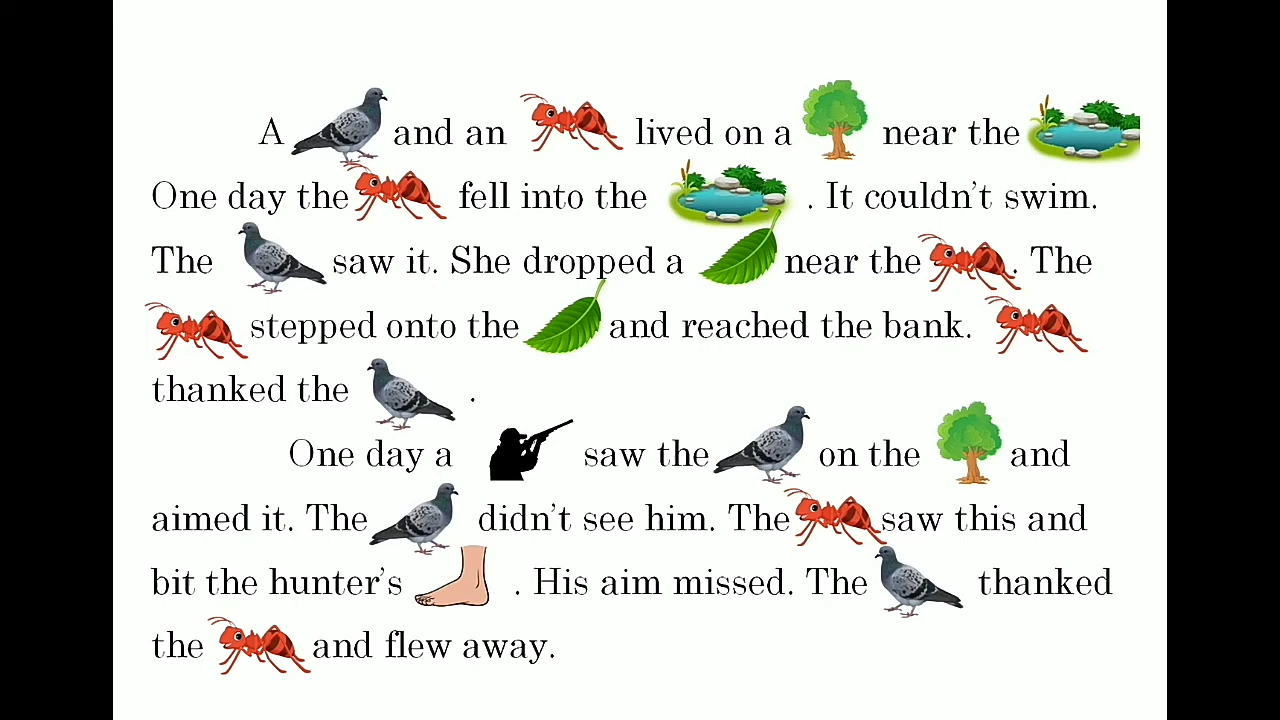 A and an lived on a near the
One day the fell into the . It couldn't swim.
The saw it. She dropped a near the . The
stepped onto the and reached the bank.
thanked the .
One day a saw the on the and
aimed it. The didn't see him. The saw this and
bit the hunter's . His aim missed. The thanked
the and flew away.